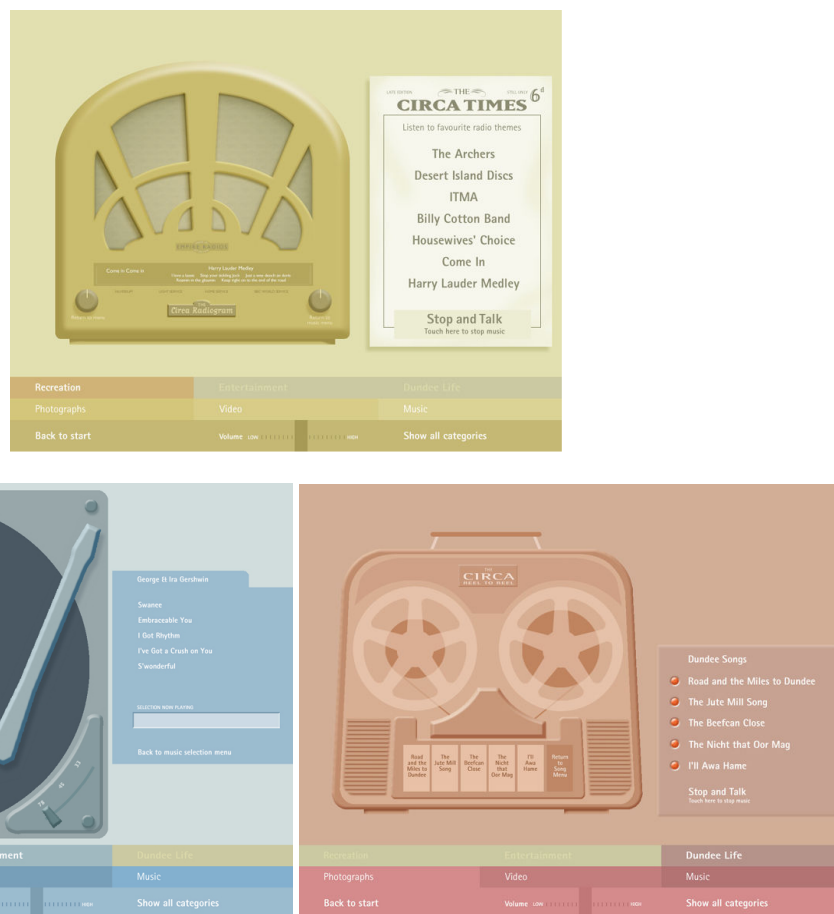 LATE EDITION
THE
STILL ONLY 6d
CIRCA TIMES
Listen to favourite radio themes
The Archers
Desert Island Discs
ITMA
Billy Cotton Band
Housewives' Choice
Come In
Harry Lauder Medley
Stop and Talk
Touch here to stop music
Come in Come in
Harry Lauder Medley
THE
Circa Radiogram
Recreation
Entertainment
Dundee Life
Photographs
Video
Music
Back to start
Volume LOW HIGH
Show all categories
George & Ira Gershwin
Swanee
Embraceable You
I Got Rhythm
I've Got a Crush on You
S'wonderful
SELECTION NOW PLAYING
Back to music selection menu
78 45 33
ment
Dundee Life
Music
HIGH
Show all categories
THE
CIRCA
REEL TO REEL
Road and the Miles to Dundee
The Jute Mill Song
The Beefcan Close
The Nicht that Oor Mag
I'll Awa Hame
Return to Song Menu
Dundee Songs
Road and the Miles to Dundee
The Jute Mill Song
The Beefcan Close
The Nicht that Oor Mag
I'll Awa Hame
Stop and Talk
Touch here to stop music
Recreation
Entertainment
Dundee Life
Photographs
Video
Music
Back to start
Volume LOW HIGH
Show all categories